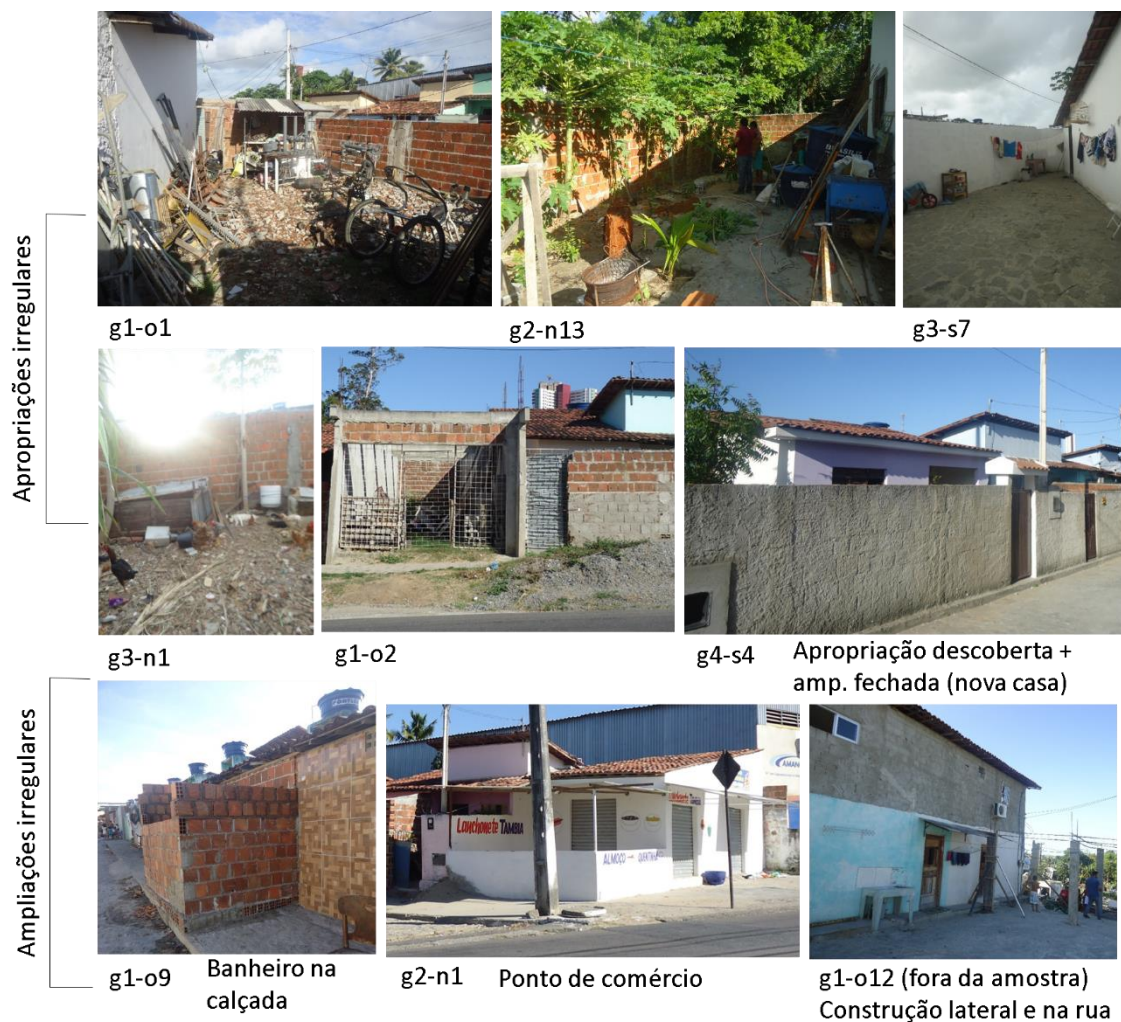 Apropriações irregulares
g1-o1
g2-n13
g3-s7
g3-n1
g1-o2
g4-s4 Apropriação descoberta +
amp. fechada (nova casa)
Ampliações irregulares
Lanchonete TAMBIA
ALMOÇO
QUENTINHA
AMANC
g1-o9 Banheiro na
calçada
g2-n1 Ponto de comércio
g1-o12 (fora da amostra)
Construção lateral e na rua